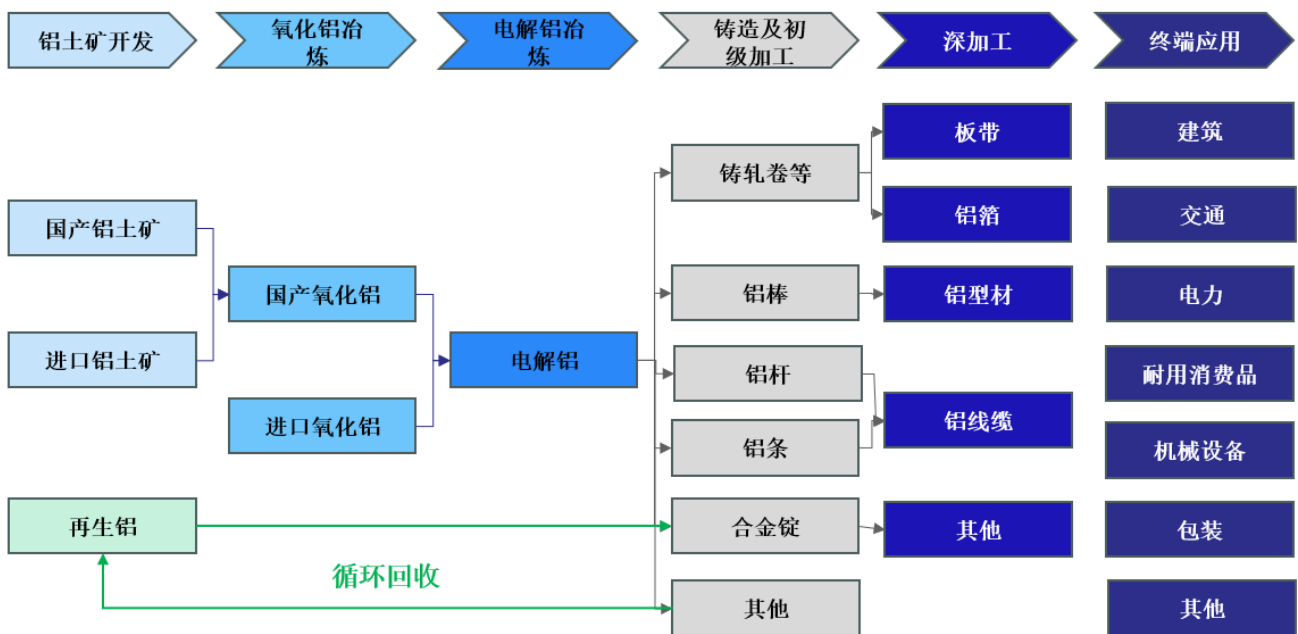 铝土矿开发
氧化铝冶
炼
电解铝冶
炼
铸造及初
级加工
深加工
终端应用
国产铝土矿
进口铝土矿
再生铝
国产氧化铝
进口氧化铝
电解铝
循环回收
铸轧卷等
铝棒
铝杆
铝条
合金锭
其他
板带
铝箔
铝型材
铝线缆
其他
建筑
交通
电力
耐用消费品
机械设备
包装
其他